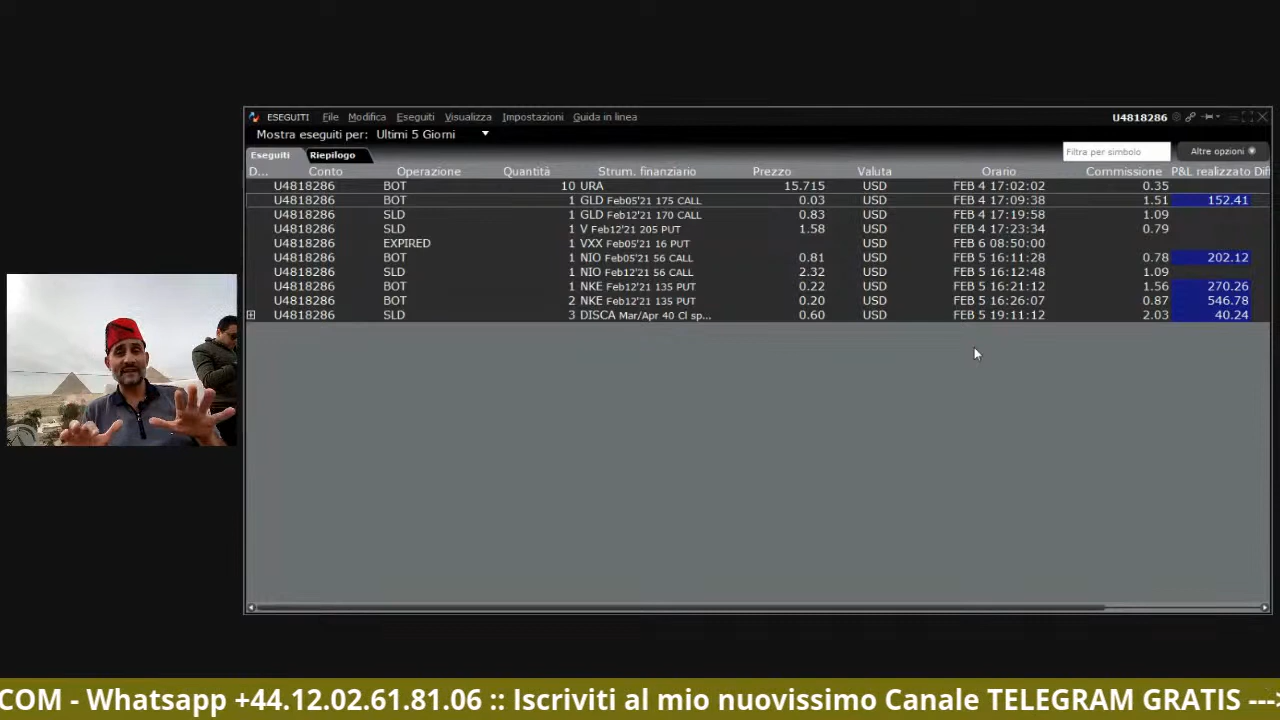 ESEGUITI File Modifica Eseguiti Visualizza Impostazioni Guida in linea U4818286
Mostra eseguiti per: Ultimi 5 Giorni
Eseguiti Riepilogo Filtra per simbolo Altre opzioni
D... Conto Operazione Quantità Strum. finanziario Prezzo Valuta Orario Commissione P&L realizzato Dif
U4818286 BOT 10 URA 15.715 USD FEB 4 17:02:02 0.35
U4818286 BOT 1 GLD Feb05'21 175 CALL 0.03 USD FEB 4 17:09:38 1.51 152.41
U4818286 SLD 1 GLD Feb12'21 170 CALL 0.83 USD FEB 4 17:19:58 1.09
U4818286 SLD 1 V Feb12'21 205 PUT 1.58 USD FEB 4 17:23:34 0.79
U4818286 EXPIRED 1 VXX Feb05'21 16 PUT USD FEB 6 08:50:00
U4818286 BOT 1 NIO Feb05'21 56 CALL 0.81 USD FEB 5 16:11:28 0.78 202.12
U4818286 SLD 1 NIO Feb12'21 56 CALL 2.32 USD FEB 5 16:12:48 1.09
U4818286 BOT 1 NKE Feb12'21 135 PUT 0.22 USD FEB 5 16:21:12 1.56 270.26
U4818286 BOT 2 NKE Feb12'21 135 PUT 0.20 USD FEB 5 16:26:07 0.87 546.78
U4818286 SLD 3 DISCA Mar/Apr 40 Cl sp... 0.60 USD FEB 5 19:11:12 2.03 40.24
COM - Whatsapp +44.12.02.61.81.06 :: Iscriviti al mio nuovissimo Canale TELEGRAM GRATIS --->